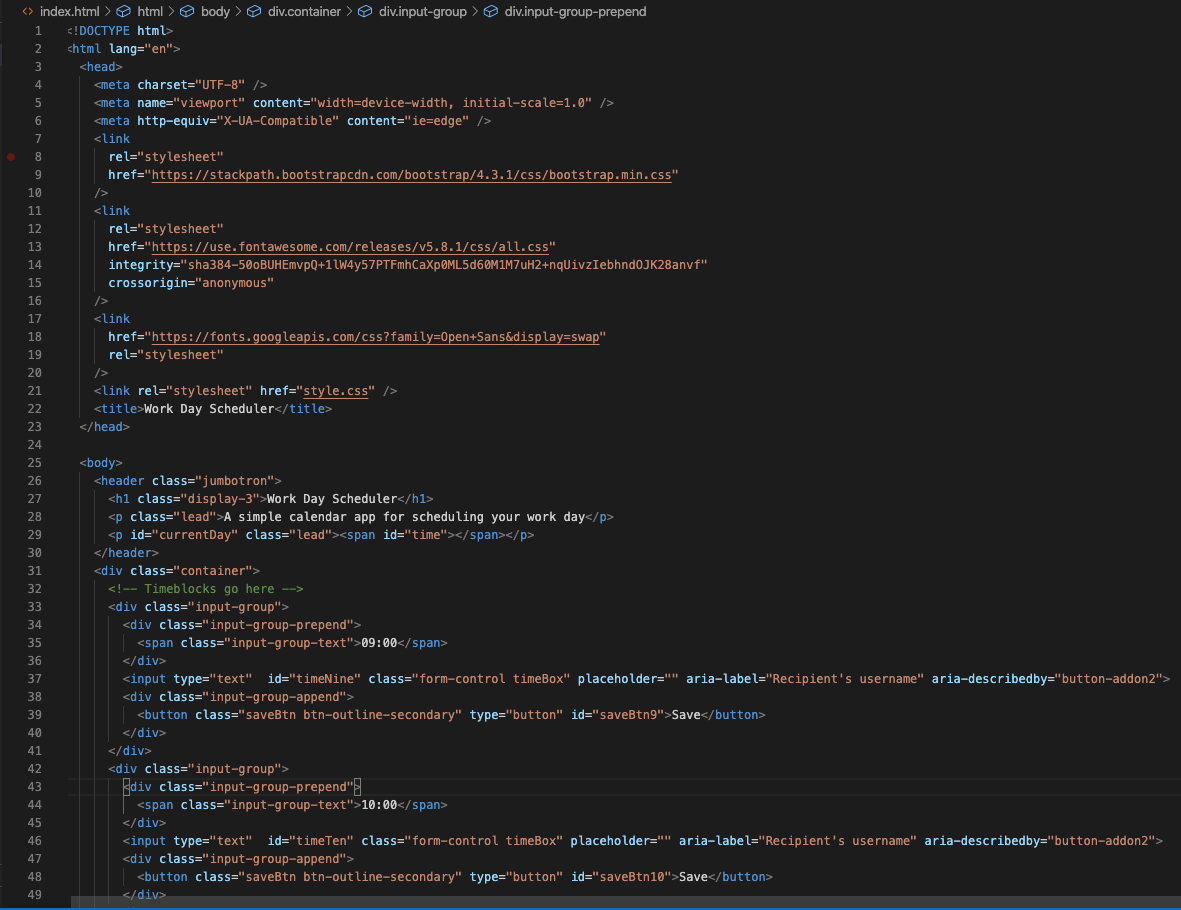 index.html > html > body > div.container > div.input-group > div.input-group-prepend
1 <!DOCTYPE html>
2 <html lang="en">
3 <head>
4 <meta charset="UTF-8" />
5 <meta name="viewport" content="width=device-width, initial-scale=1.0" />
6 <meta http-equiv="X-UA-Compatible" content="ie=edge" />
7 <link
8 rel="stylesheet"
9 href="https://stackpath.bootstrapcdn.com/bootstrap/4.3.1/css/bootstrap.min.css"
10 />
11 <link
12 rel="stylesheet"
13 href="https://use.fontawesome.com/releases/v5.8.1/css/all.css"
14 integrity="sha384-50oBUHEmvpQ+1lW4y57PTFmhCaXp0ML5d60M1M7uH2+nqUivzIebhndOJK28anvf"
15 crossorigin="anonymous"
16 />
17 <link
18 href="https://fonts.googleapis.com/css?family=Open+Sans&display=swap"
19 rel="stylesheet"
20 />
21 <link rel="stylesheet" href="style.css" />
22 <title>Work Day Scheduler</title>
23 </head>
24
25 <body>
26 <header class="jumbotron">
27 <h1 class="display-3">Work Day Scheduler</h1>
28 <p class="lead">A simple calendar app for scheduling your work day</p>
29 <p id="currentDay" class="lead"><span id="time"></span></p>
30 </header>
31 <div class="container">
32 <!-- Timeblocks go here -->
33 <div class="input-group">
34 <div class="input-group-prepend">
35 <span class="input-group-text">09:00</span>
36 </div>
37 <input type="text"  id="timeNine" class="form-control timeBox" placeholder="" aria-label="Recipient's username" aria-describedby="button-addon2">
38 <div class="input-group-append">
39 <button class="saveBtn btn-outline-secondary" type="button" id="saveBtn9">Save</button>
40 </div>
41 </div>
42 <div class="input-group">
43 <div class="input-group-prepend">
44 <span class="input-group-text">10:00</span>
45 </div>
46 <input type="text"  id="timeTen" class="form-control timeBox" placeholder="" aria-label="Recipient's username" aria-describedby="button-addon2">
47 <div class="input-group-append">
48 <button class="saveBtn btn-outline-secondary" type="button" id="saveBtn10">Save</button>
49 </div>